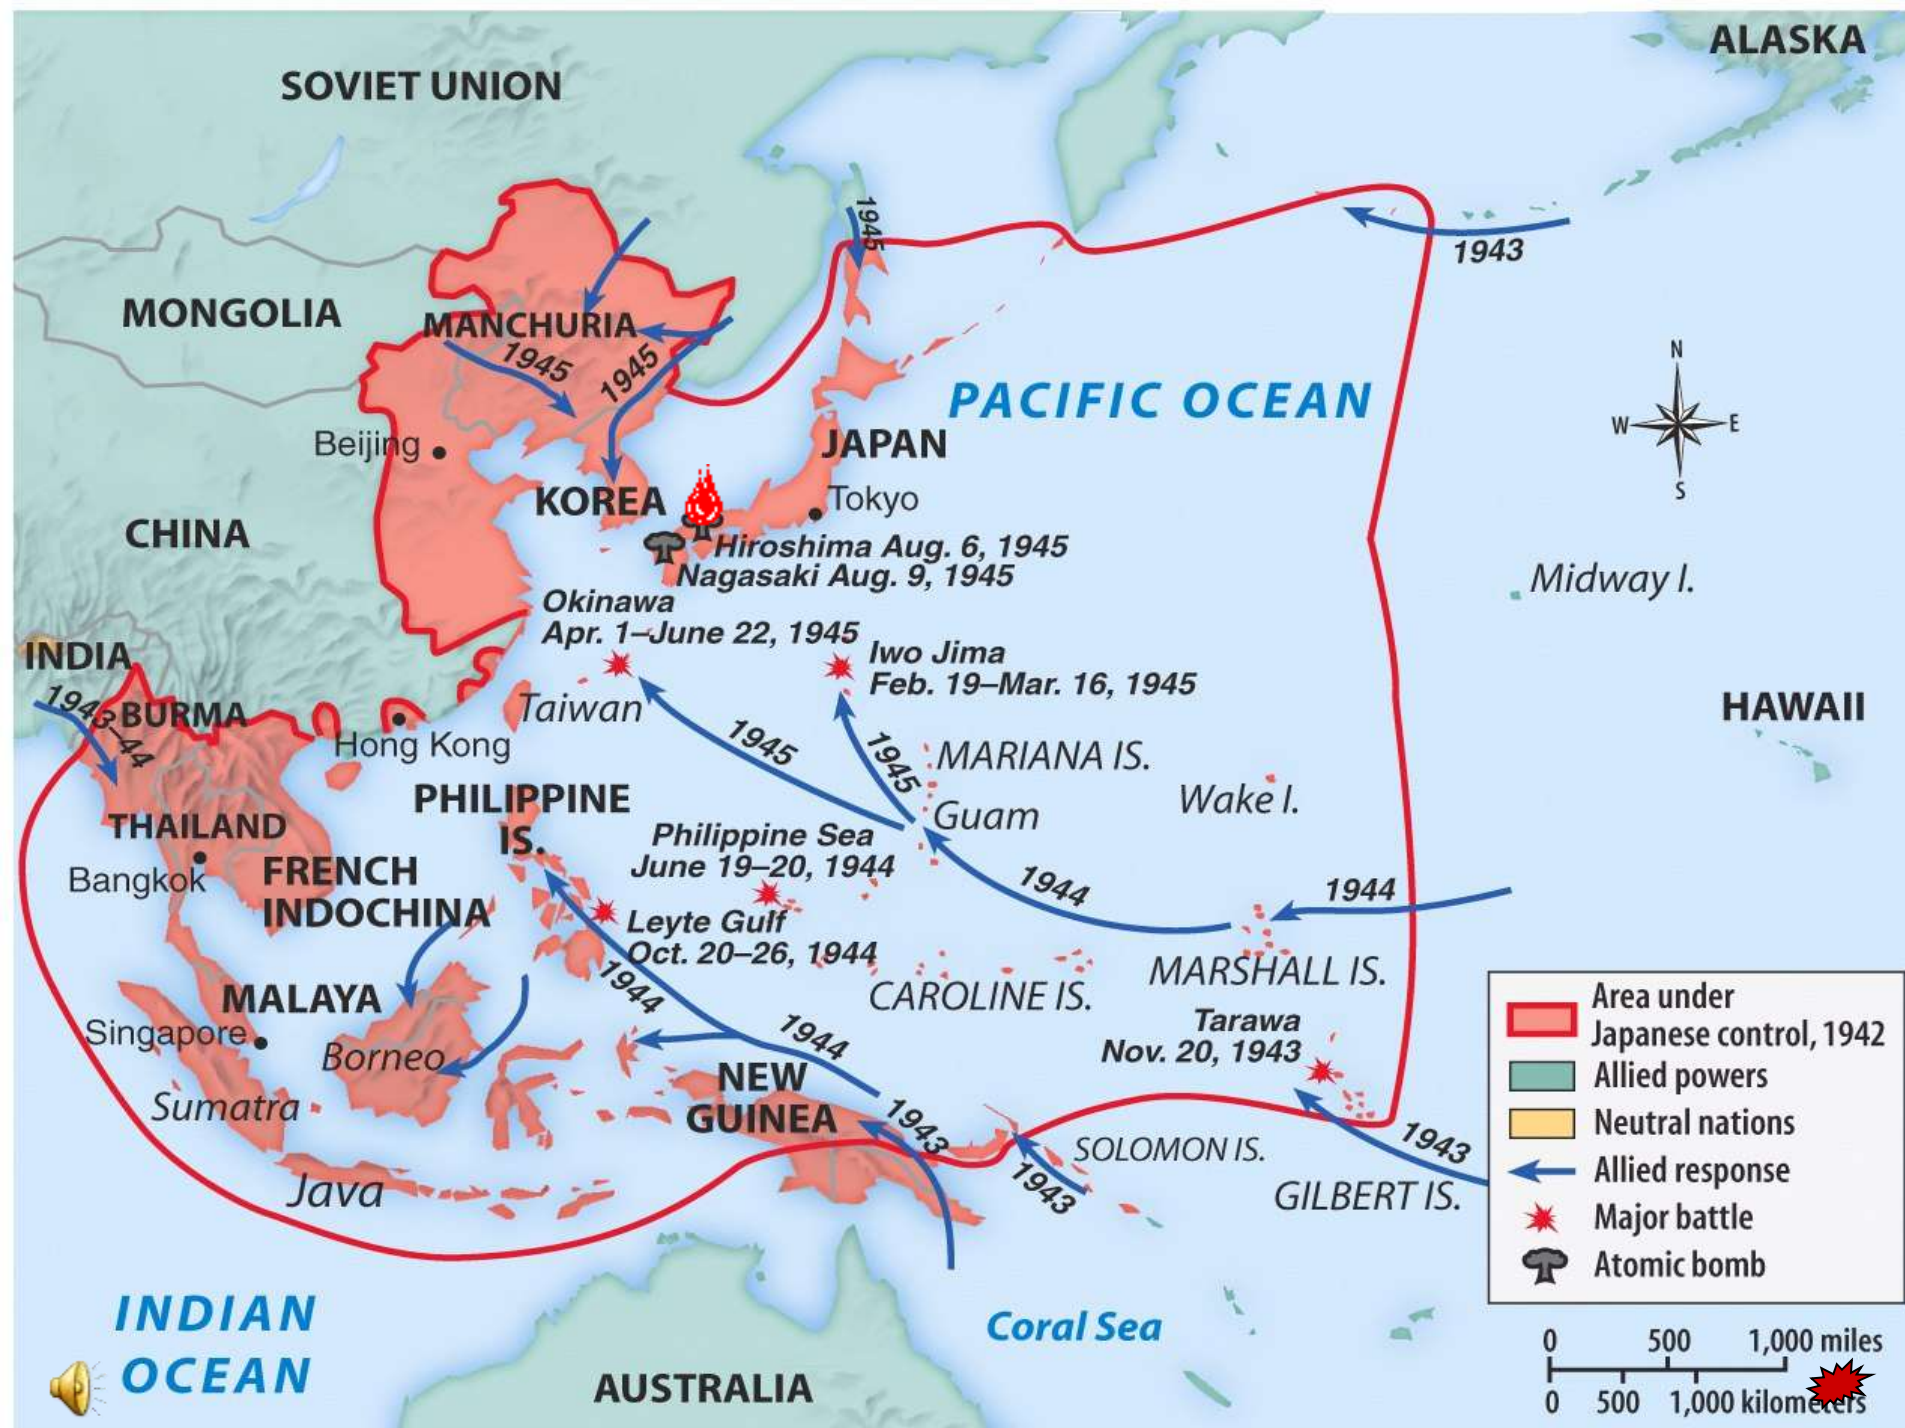 ALASKA
SOVIET UNION
1945
1943
MONGOLIA
MANCHURIA
1945
1945
N
W
E
S
PACIFIC OCEAN
Beijing
JAPAN
KOREA
Tokyo
CHINA
Hiroshima Aug. 6, 1945
Nagasaki Aug. 9, 1945
Midway I.
Okinawa
Apr. 1–June 22, 1945
INDIA
Iwo Jima
Feb. 19–Mar. 16, 1945
1943–44
BURMA
Taiwan
HAWAII
Hong Kong
1945
1945
MARIANA IS.
Wake I.
PHILIPPINE
IS.
Guam
THAILAND
Bangkok
FRENCH
INDOCHINA
Philippine Sea
June 19–20, 1944
1944
1944
Leyte Gulf
Oct. 20–26, 1944
1944
CAROLINE IS.
MARSHALL IS.
MALAYA
Singapore
Borneo
1944
Tarawa
Nov. 20, 1943
Sumatra
NEW
GUINEA
1943
1943
SOLOMON IS.
1943
GILBERT IS.
Java
Area under
Japanese control, 1942
Allied powers
Neutral nations
Allied response
Major battle
Atomic bomb
INDIAN
OCEAN
Coral Sea
AUSTRALIA
0 500 1,000 miles
0 500 1,000 kilometers